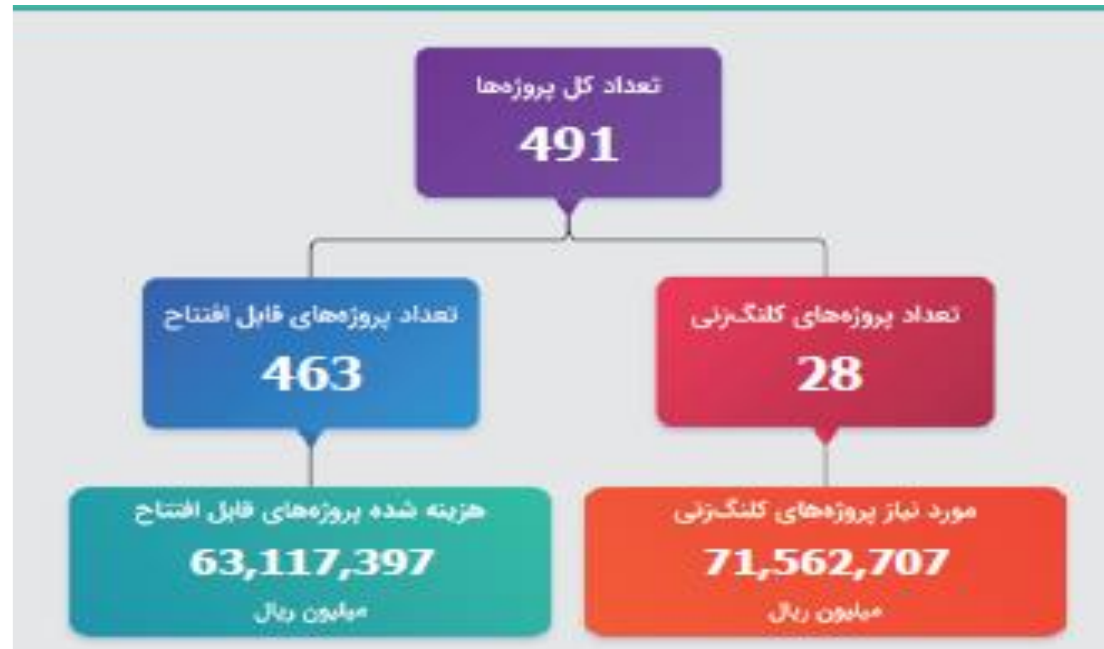 تعداد کل پروژه‌ها
491
تعداد پروژه‌های کلنگ‌زنی
28
تعداد پروژه‌های قابل افتتاح
463
مورد نیاز پروژه‌های کلنگ‌زنی
71,562,707
میلیون ریال
هزینه شده پروژه‌های قابل افتتاح
63,117,397
میلیون ریال